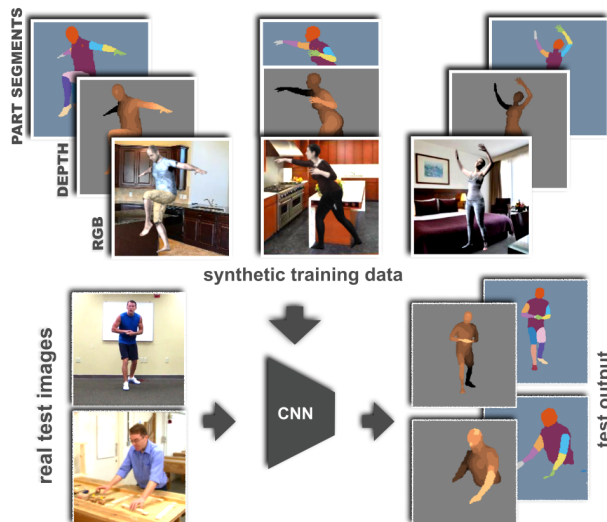 PART SEGMENTS
DEPTH
RGB
synthetic training data
real test images
CNN
test output